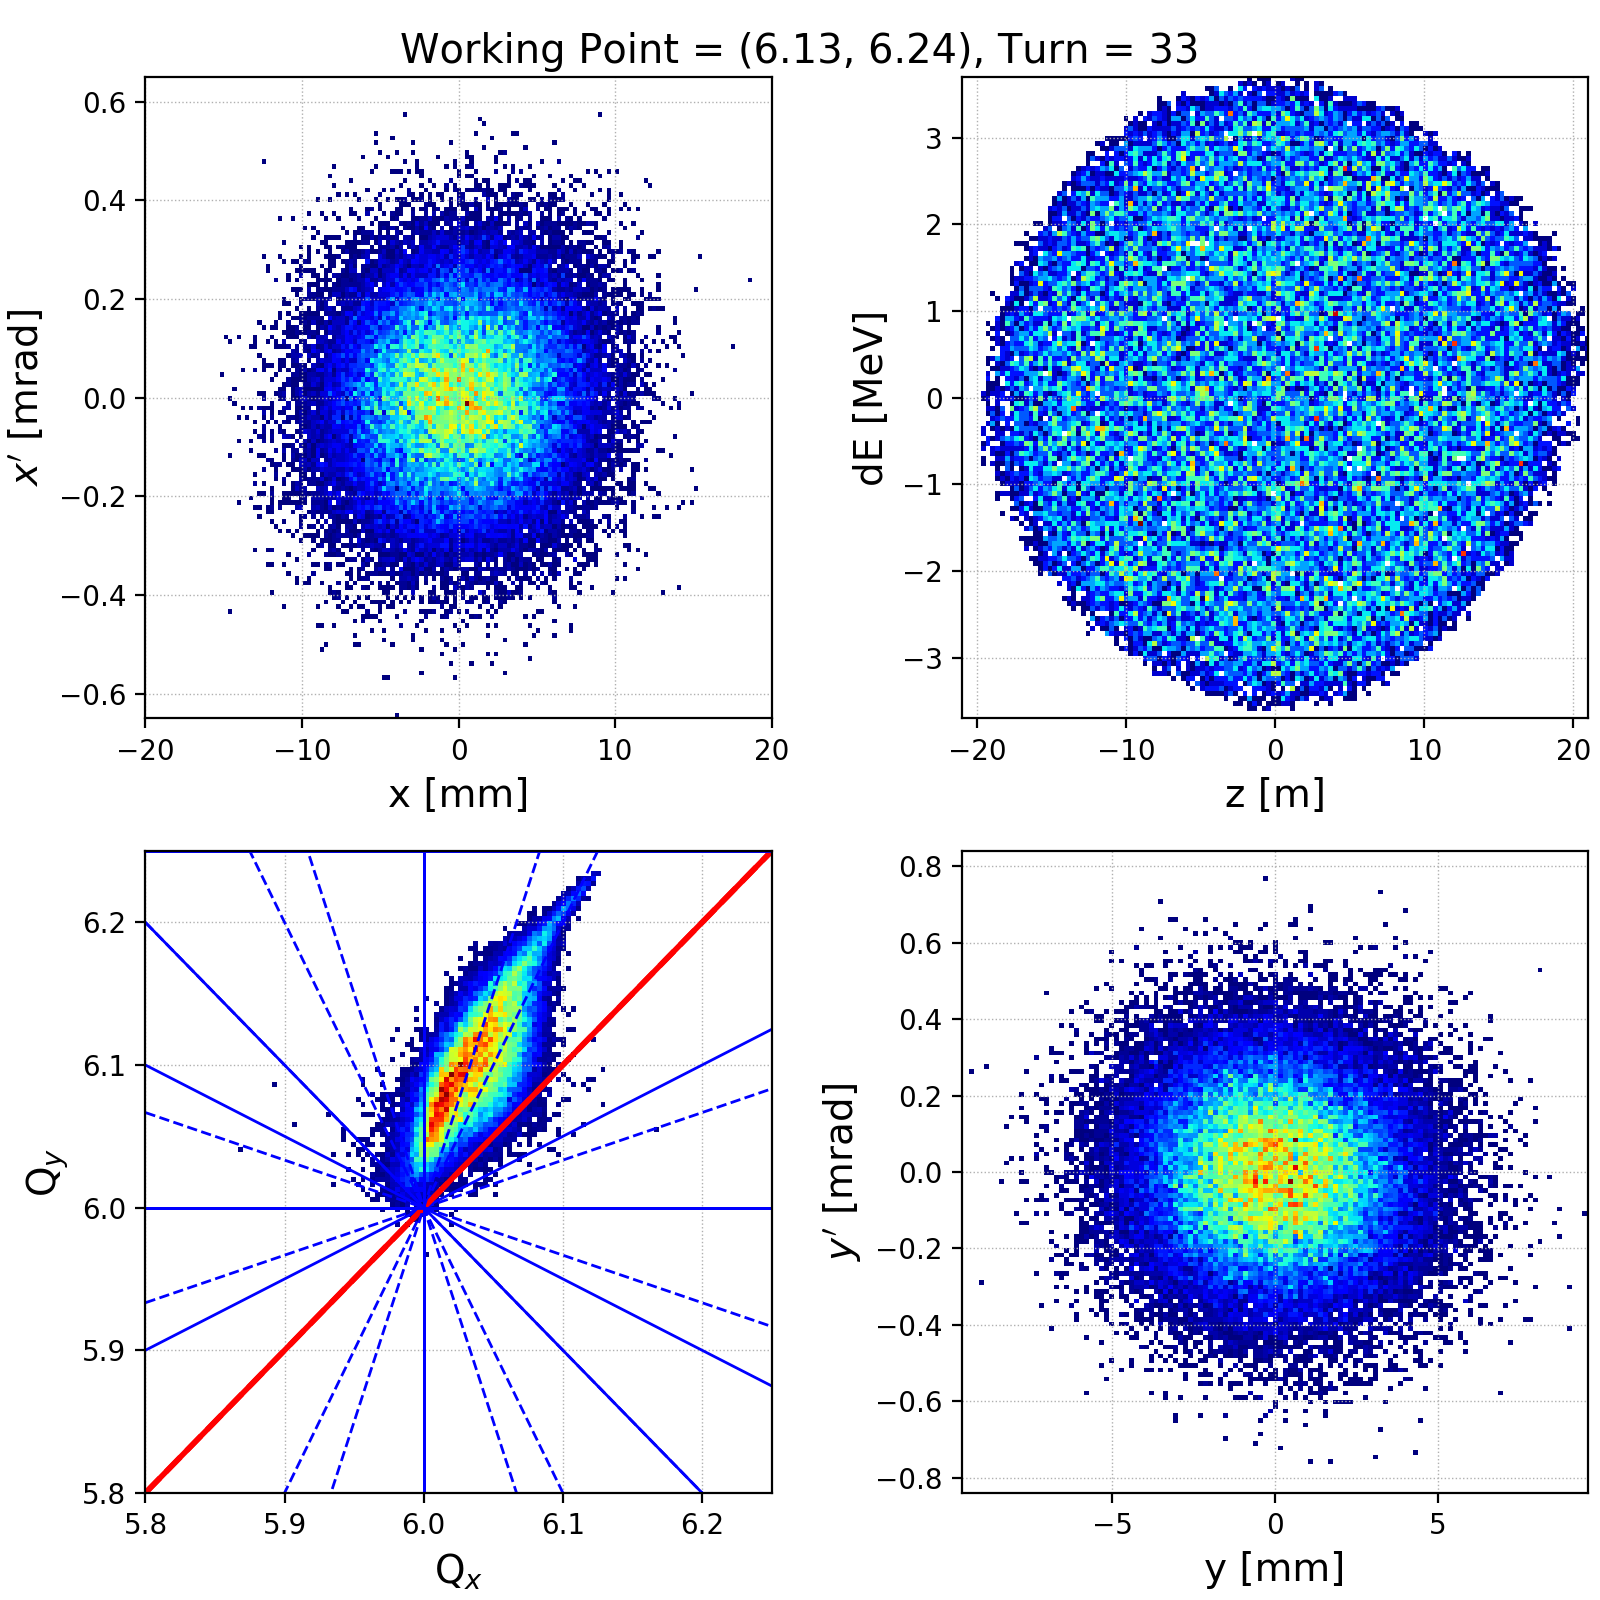 Working Point = (6.13, 6.24), Turn = 33
0.6
0.4
0.2
0.0
−0.2
−0.4
−0.6
x′ [mrad]
−20 −10 0 10 20
x [mm]
3
2
1
0
−1
−2
−3
dE [MeV]
−20 −10 0 10 20
z [m]
6.2
6.1
6.0
5.9
5.8
Qy
5.8 5.9 6.0 6.1 6.2
Qx
0.8
0.6
0.4
0.2
0.0
−0.2
−0.4
−0.6
−0.8
y′ [mrad]
−5 0 5
y [mm]